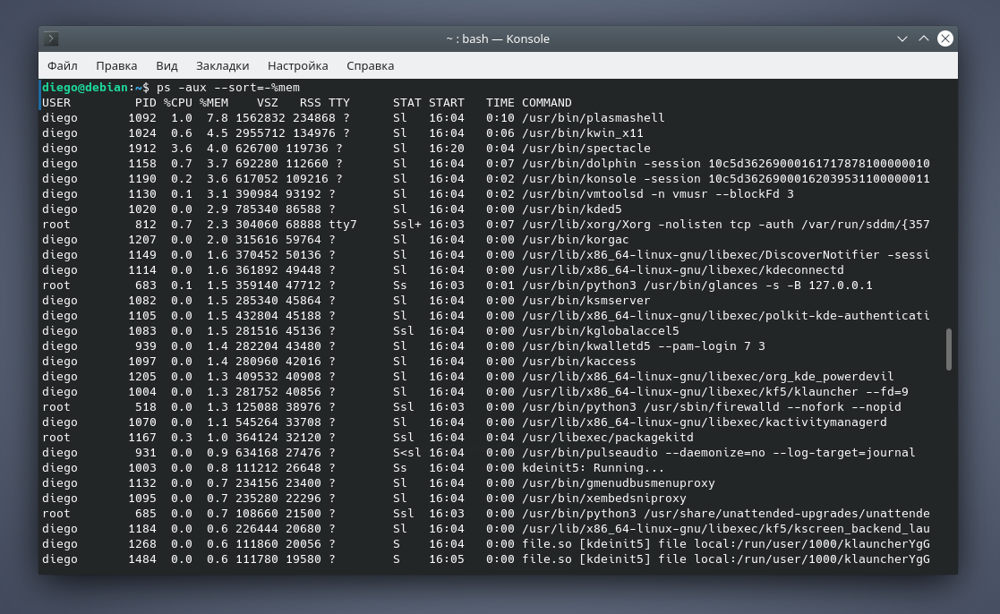 ~ : bash — Konsole
Файл Правка Вид Закладки Настройка Справка
diego@debian:~$ ps -aux --sort=-%mem
USER         PID %CPU %MEM    VSZ   RSS TTY      STAT START   TIME COMMAND
diego       1092  1.0  7.8 1562832 234868 ?      Sl   16:04   0:10 /usr/bin/plasmashell
diego       1024  0.6  4.5 2955712 134976 ?      Sl   16:04   0:06 /usr/bin/kwin_x11
diego       1912  3.6  4.0 626700 119736 ?       Sl   16:20   0:04 /usr/bin/spectacle
diego       1158  0.7  3.7 692280 112660 ?       Sl   16:04   0:07 /usr/bin/dolphin -session 10c5d362690001617178781000000010
diego       1190  0.2  3.6 617052 109216 ?       Sl   16:04   0:02 /usr/bin/konsole -session 10c5d362690001620395311000000011
diego       1130  0.1  3.1 390984 93192 ?        Sl   16:04   0:02 /usr/bin/vmtoolsd -n vmusr --blockFd 3
diego       1020  0.0  2.9 785340 86588 ?        Sl   16:04   0:00 /usr/bin/kded5
root         812  0.7  2.3 304060 68888 tty7     Ssl+ 16:03   0:07 /usr/lib/xorg/Xorg -nolisten tcp -auth /var/run/sddm/{357
diego       1207  0.0  2.0 315616 59764 ?        Sl   16:04   0:00 /usr/bin/korgac
diego       1149  0.0  1.6 370452 50136 ?        Sl   16:04   0:00 /usr/lib/x86_64-linux-gnu/libexec/DiscoverNotifier -sessi
diego       1114  0.0  1.6 361892 49448 ?        Sl   16:04   0:00 /usr/lib/x86_64-linux-gnu/libexec/kdeconnectd
root         683  0.1  1.5 359140 47712 ?        Ss   16:03   0:01 /usr/bin/python3 /usr/bin/glances -s -B 127.0.0.1
diego       1082  0.0  1.5 285340 45864 ?        Sl   16:04   0:00 /usr/bin/ksmserver
diego       1105  0.0  1.5 432804 45188 ?        Sl   16:04   0:00 /usr/lib/x86_64-linux-gnu/libexec/polkit-kde-authenticati
diego       1083  0.0  1.5 281516 45136 ?        Ssl  16:04   0:00 /usr/bin/kglobalaccel5
diego        939  0.0  1.4 282204 43480 ?        Sl   16:04   0:00 /usr/bin/kwalletd5 --pam-login 7 3
diego       1097  0.0  1.4 280960 42016 ?        Sl   16:04   0:00 /usr/bin/kaccess
diego       1205  0.0  1.3 409532 40908 ?        Sl   16:04   0:00 /usr/lib/x86_64-linux-gnu/libexec/org_kde_powerdevil
diego       1004  0.0  1.3 281752 40856 ?        Sl   16:04   0:00 /usr/lib/x86_64-linux-gnu/libexec/kf5/klauncher --fd=9
root         518  0.0  1.3 125088 38976 ?        Ssl  16:03   0:00 /usr/bin/python3 /usr/sbin/firewalld --nofork --nopid
diego       1070  0.0  1.1 545264 33708 ?        Sl   16:04   0:00 /usr/lib/x86_64-linux-gnu/libexec/kactivitymanagerd
root        1167  0.3  1.0 364124 32120 ?        Ssl  16:04   0:04 /usr/libexec/packagekitd
diego        931  0.0  0.9 634168 27476 ?        S<sl 16:04   0:00 /usr/bin/pulseaudio --daemonize=no --log-target=journal
diego       1003  0.0  0.8 111212 26648 ?        Ss   16:04   0:00 kdeinit5: Running...
diego       1132  0.0  0.7 234156 23400 ?        Sl   16:04   0:00 /usr/bin/gmenudbusmenuproxy
diego       1095  0.0  0.7 235280 22296 ?        Sl   16:04   0:00 /usr/bin/xembedsniproxy
root         685  0.0  0.7 108660 21500 ?        Ssl  16:03   0:00 /usr/bin/python3 /usr/share/unattended-upgrades/unattende
diego       1184  0.0  0.6 226444 20680 ?        Sl   16:04   0:00 /usr/lib/x86_64-linux-gnu/libexec/kf5/kscreen_backend_lau
diego       1268  0.0  0.6 111860 20056 ?        S    16:04   0:00 file.so [kdeinit5] file local:/run/user/1000/klauncherYgG
diego       1484  0.0  0.6 111780 19580 ?        S    16:05   0:00 file.so [kdeinit5] file local:/run/user/1000/klauncherYgG